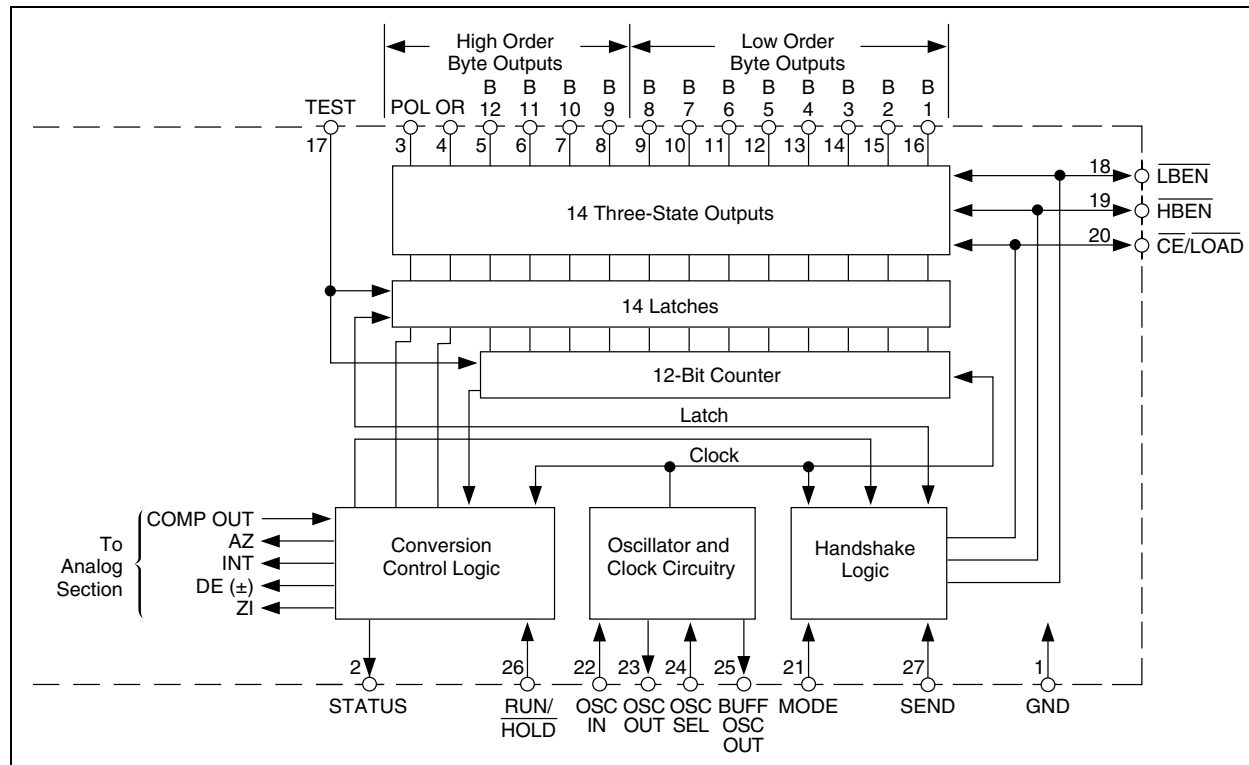 High Order
Byte Outputs
Low Order
Byte Outputs
TEST
POL OR
B B B B B B B B B B B B
12 11 10 9 8 7 6 5 4 3 2 1
17 3 4 5 6 7 8 9 10 11 12 13 14 15 16
14 Three-State Outputs
18 LBEN
19 HBEN
20 CE/LOAD
14 Latches
12-Bit Counter
Latch
Clock
To
Analog
Section
COMP OUT
AZ
INT
DE (±)
ZI
Conversion
Control Logic
Oscillator and
Clock Circuitry
Handshake
Logic
2 26 22 23 24 25 21 27 1
STATUS
RUN/
HOLD
OSC
IN
OSC
OUT
OSC
SEL
BUFF
OSC
OUT
MODE
SEND
GND